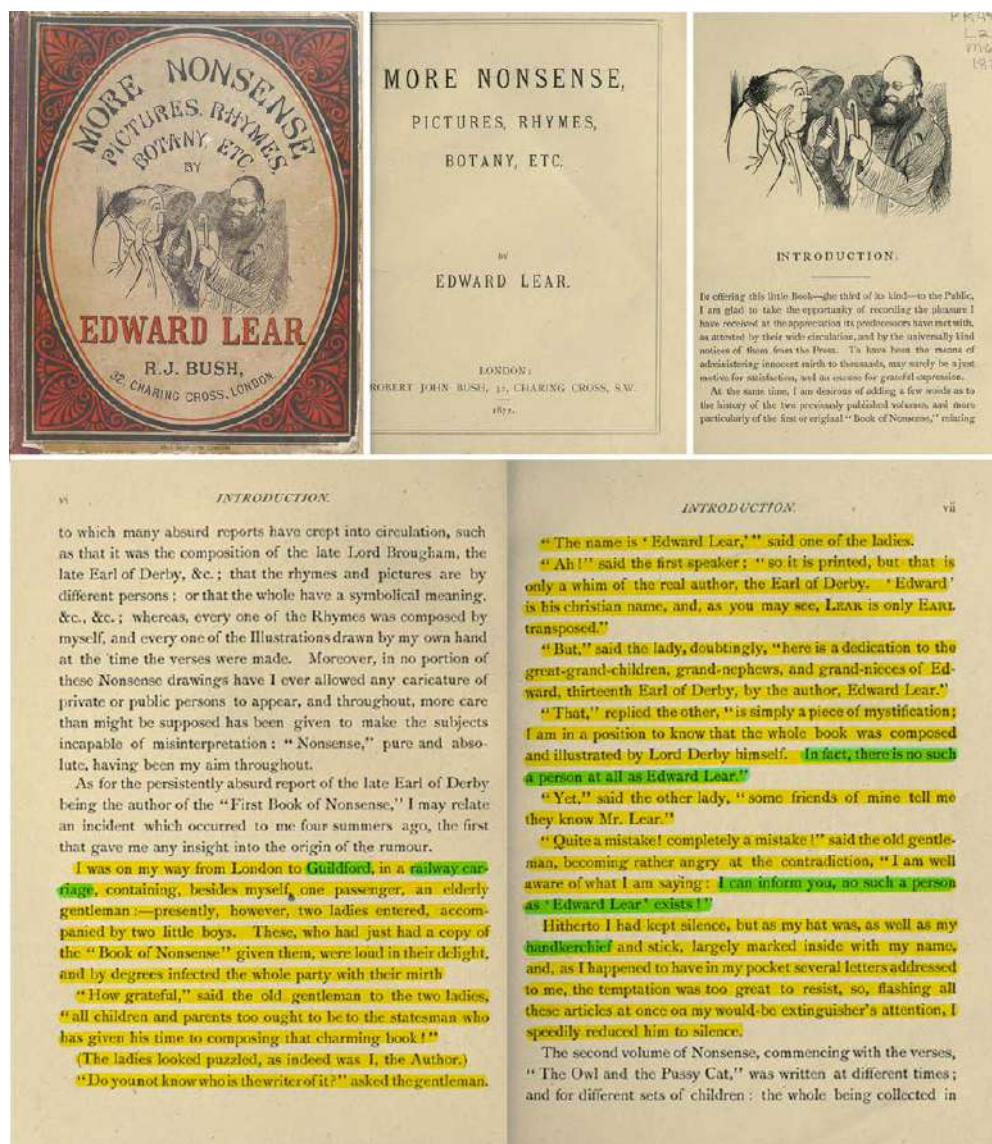 MORE NONSENSE
PICTURES, RHYMES,
BOTANY, ETC
BY
EDWARD LEAR
R.J. BUSH,
32, CHARING CROSS, LONDON.
MORE NONSENSE,
PICTURES, RHYMES,
BOTANY, ETC.
BY
EDWARD LEAR.
LONDON:
ROBERT JOHN BUSH, 32, CHARING CROSS, S.W.
1872.
INTRODUCTION.
IN offering this little Book—the third of its kind—to the Public,
I am glad to take the opportunity of recording the pleasure I
have received at the appreciation its predecessors have met with,
as attested by their wide circulation, and by the universally kind
notices of them from the Press. To have been the means of
administering innocent mirth to thousands, may surely be a just
motive for satisfaction, and an excuse for grateful expression.
At the same time, I am desirous of adding a few words as to
the history of the two previously published volumes, and more
particularly of the first or original "Book of Nonsense," relating
vi INTRODUCTION.
to which many absurd reports have crept into circulation, such
as that it was the composition of the late Lord Brougham, the
late Earl of Derby, &c.; that the rhymes and pictures are by
different persons; or that the whole have a symbolical meaning,
&c., &c.; whereas, every one of the Rhymes was composed by
myself, and every one of the Illustrations drawn by my own hand
at the time the verses were made. Moreover, in no portion of
these Nonsense drawings have I ever allowed any caricature of
private or public persons to appear, and throughout, more care
than might be supposed has been given to make the subjects
incapable of misinterpretation: "Nonsense," pure and abso-
lute, having been my aim throughout.
As for the persistently absurd report of the late Earl of Derby
being the author of the "First Book of Nonsense," I may relate
an incident which occurred to me four summers ago, the first
that gave me any insight into the origin of the rumour.
I was on my way from London to Guildford, in a railway car-
riage, containing, besides myself, one passenger, an elderly
gentleman:—presently, however, two ladies entered, accom-
panied by two little boys. These, who had just had a copy of
the "Book of Nonsense" given them, were loud in their delight,
and by degrees infected the whole party with their mirth
"How grateful," said the old gentleman to the two ladies,
"all children and parents too ought to be to the statesman who
has given his time to composing that charming book!"
(The ladies looked puzzled, as indeed was I, the Author.)
"Do you not know who is the writer of it?" asked the gentleman.
INTRODUCTION. vii
"The name is 'Edward Lear,'" said one of the ladies.
"Ah!" said the first speaker; "so it is printed, but that is
only a whim of the real author, the Earl of Derby. 'Edward'
is his christian name, and, as you may see, LEAR is only EARL
transposed."
"But," said the lady, doubtingly, "here is a dedication to the
great-grand-children, grand-nephews, and grand-nieces of Ed-
ward, thirteenth Earl of Derby, by the author, Edward Lear."
"That," replied the other, "is simply a piece of mystification;
I am in a position to know that the whole book was composed
and illustrated by Lord Derby himself. In fact, there is no such
a person at all as Edward Lear."
"Yet," said the other lady, "some friends of mine tell me
they know Mr. Lear."
"Quite a mistake! completely a mistake!" said the old gentle-
man, becoming rather angry at the contradiction, "I am well
aware of what I am saying: I can inform you, no such a person
as 'Edward Lear' exists!"
Hitherto I had kept silence, but as my hat was, as well as my
handkerchief and stick, largely marked inside with my name,
and, as I happened to have in my pocket several letters addressed
to me, the temptation was too great to resist, so, flashing all
these articles at once on my would-be extinguisher's attention, I
speedily reduced him to silence.
The second volume of Nonsense, commencing with the verses,
"The Owl and the Pussy Cat," was written at different times;
and for different sets of children: the whole being collected in